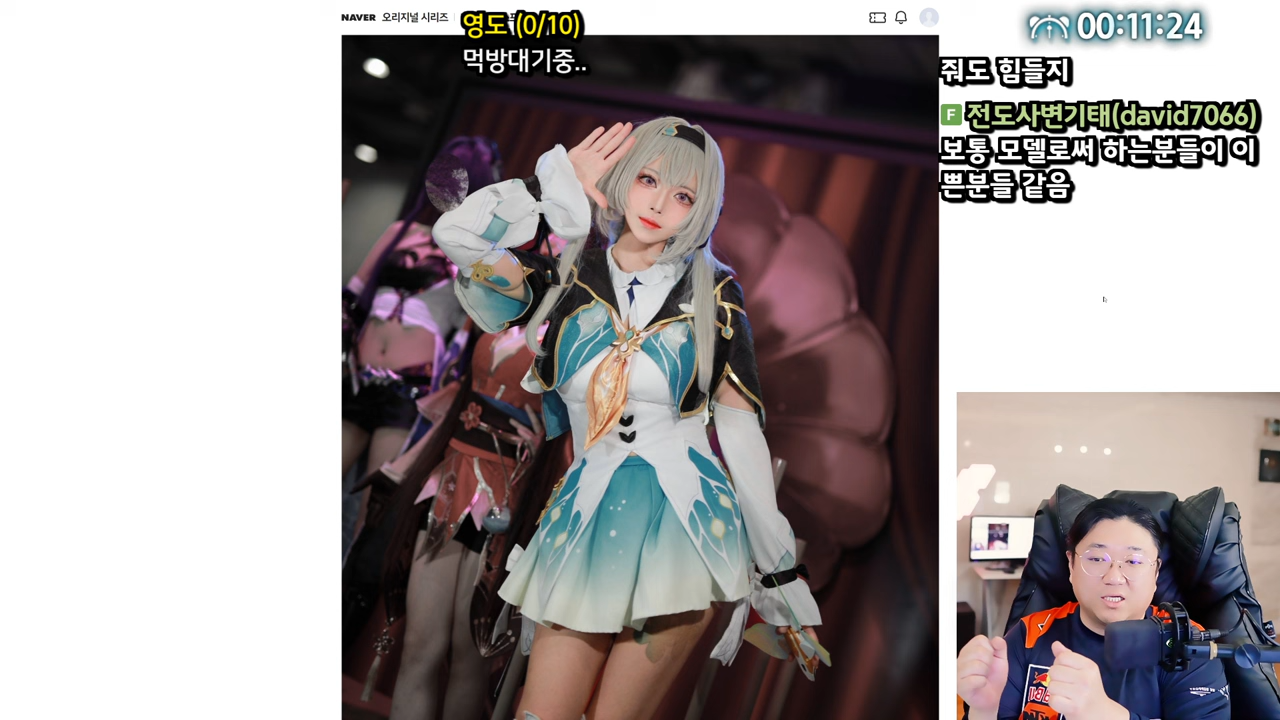 NAVER 오리지널 시리즈
영도 (0/10)
먹방대기중..
00:11:24
줘도 힘들지
F 전도사변기태(david7066)
보통 모델로써 하는분들이 이
쁜분들 같음
Red Bull